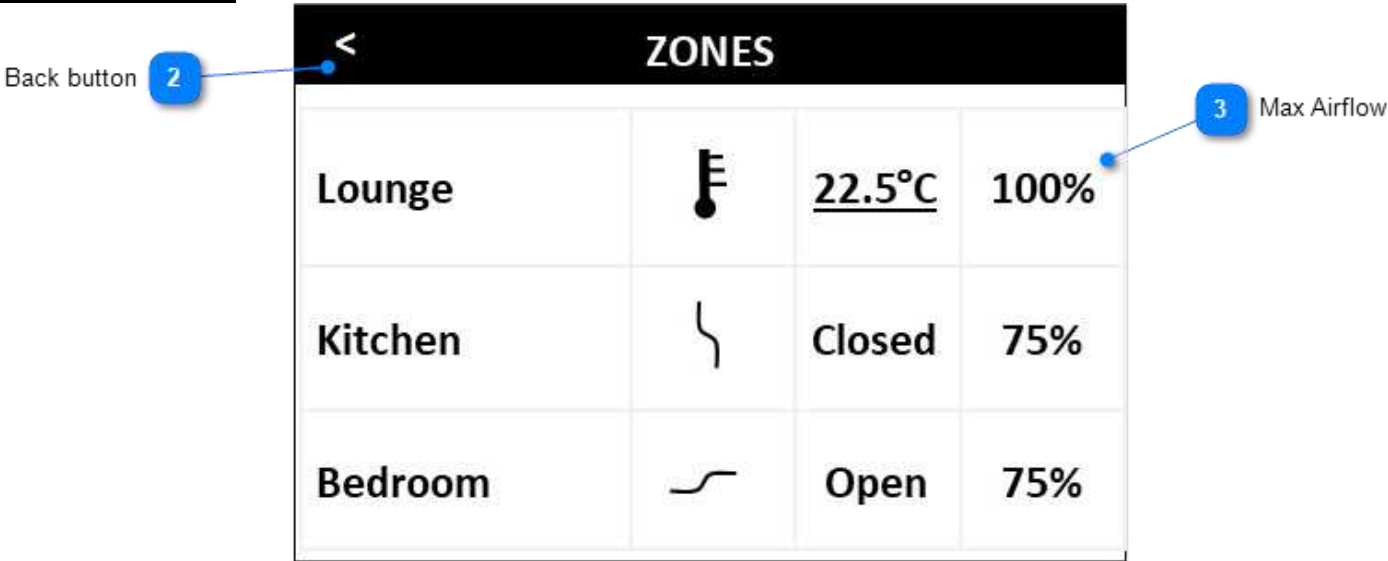 < ZONES
Back button 2
3 Max Airflow
Lounge 22.5°C 100%
Kitchen Closed 75%
Bedroom Open 75%